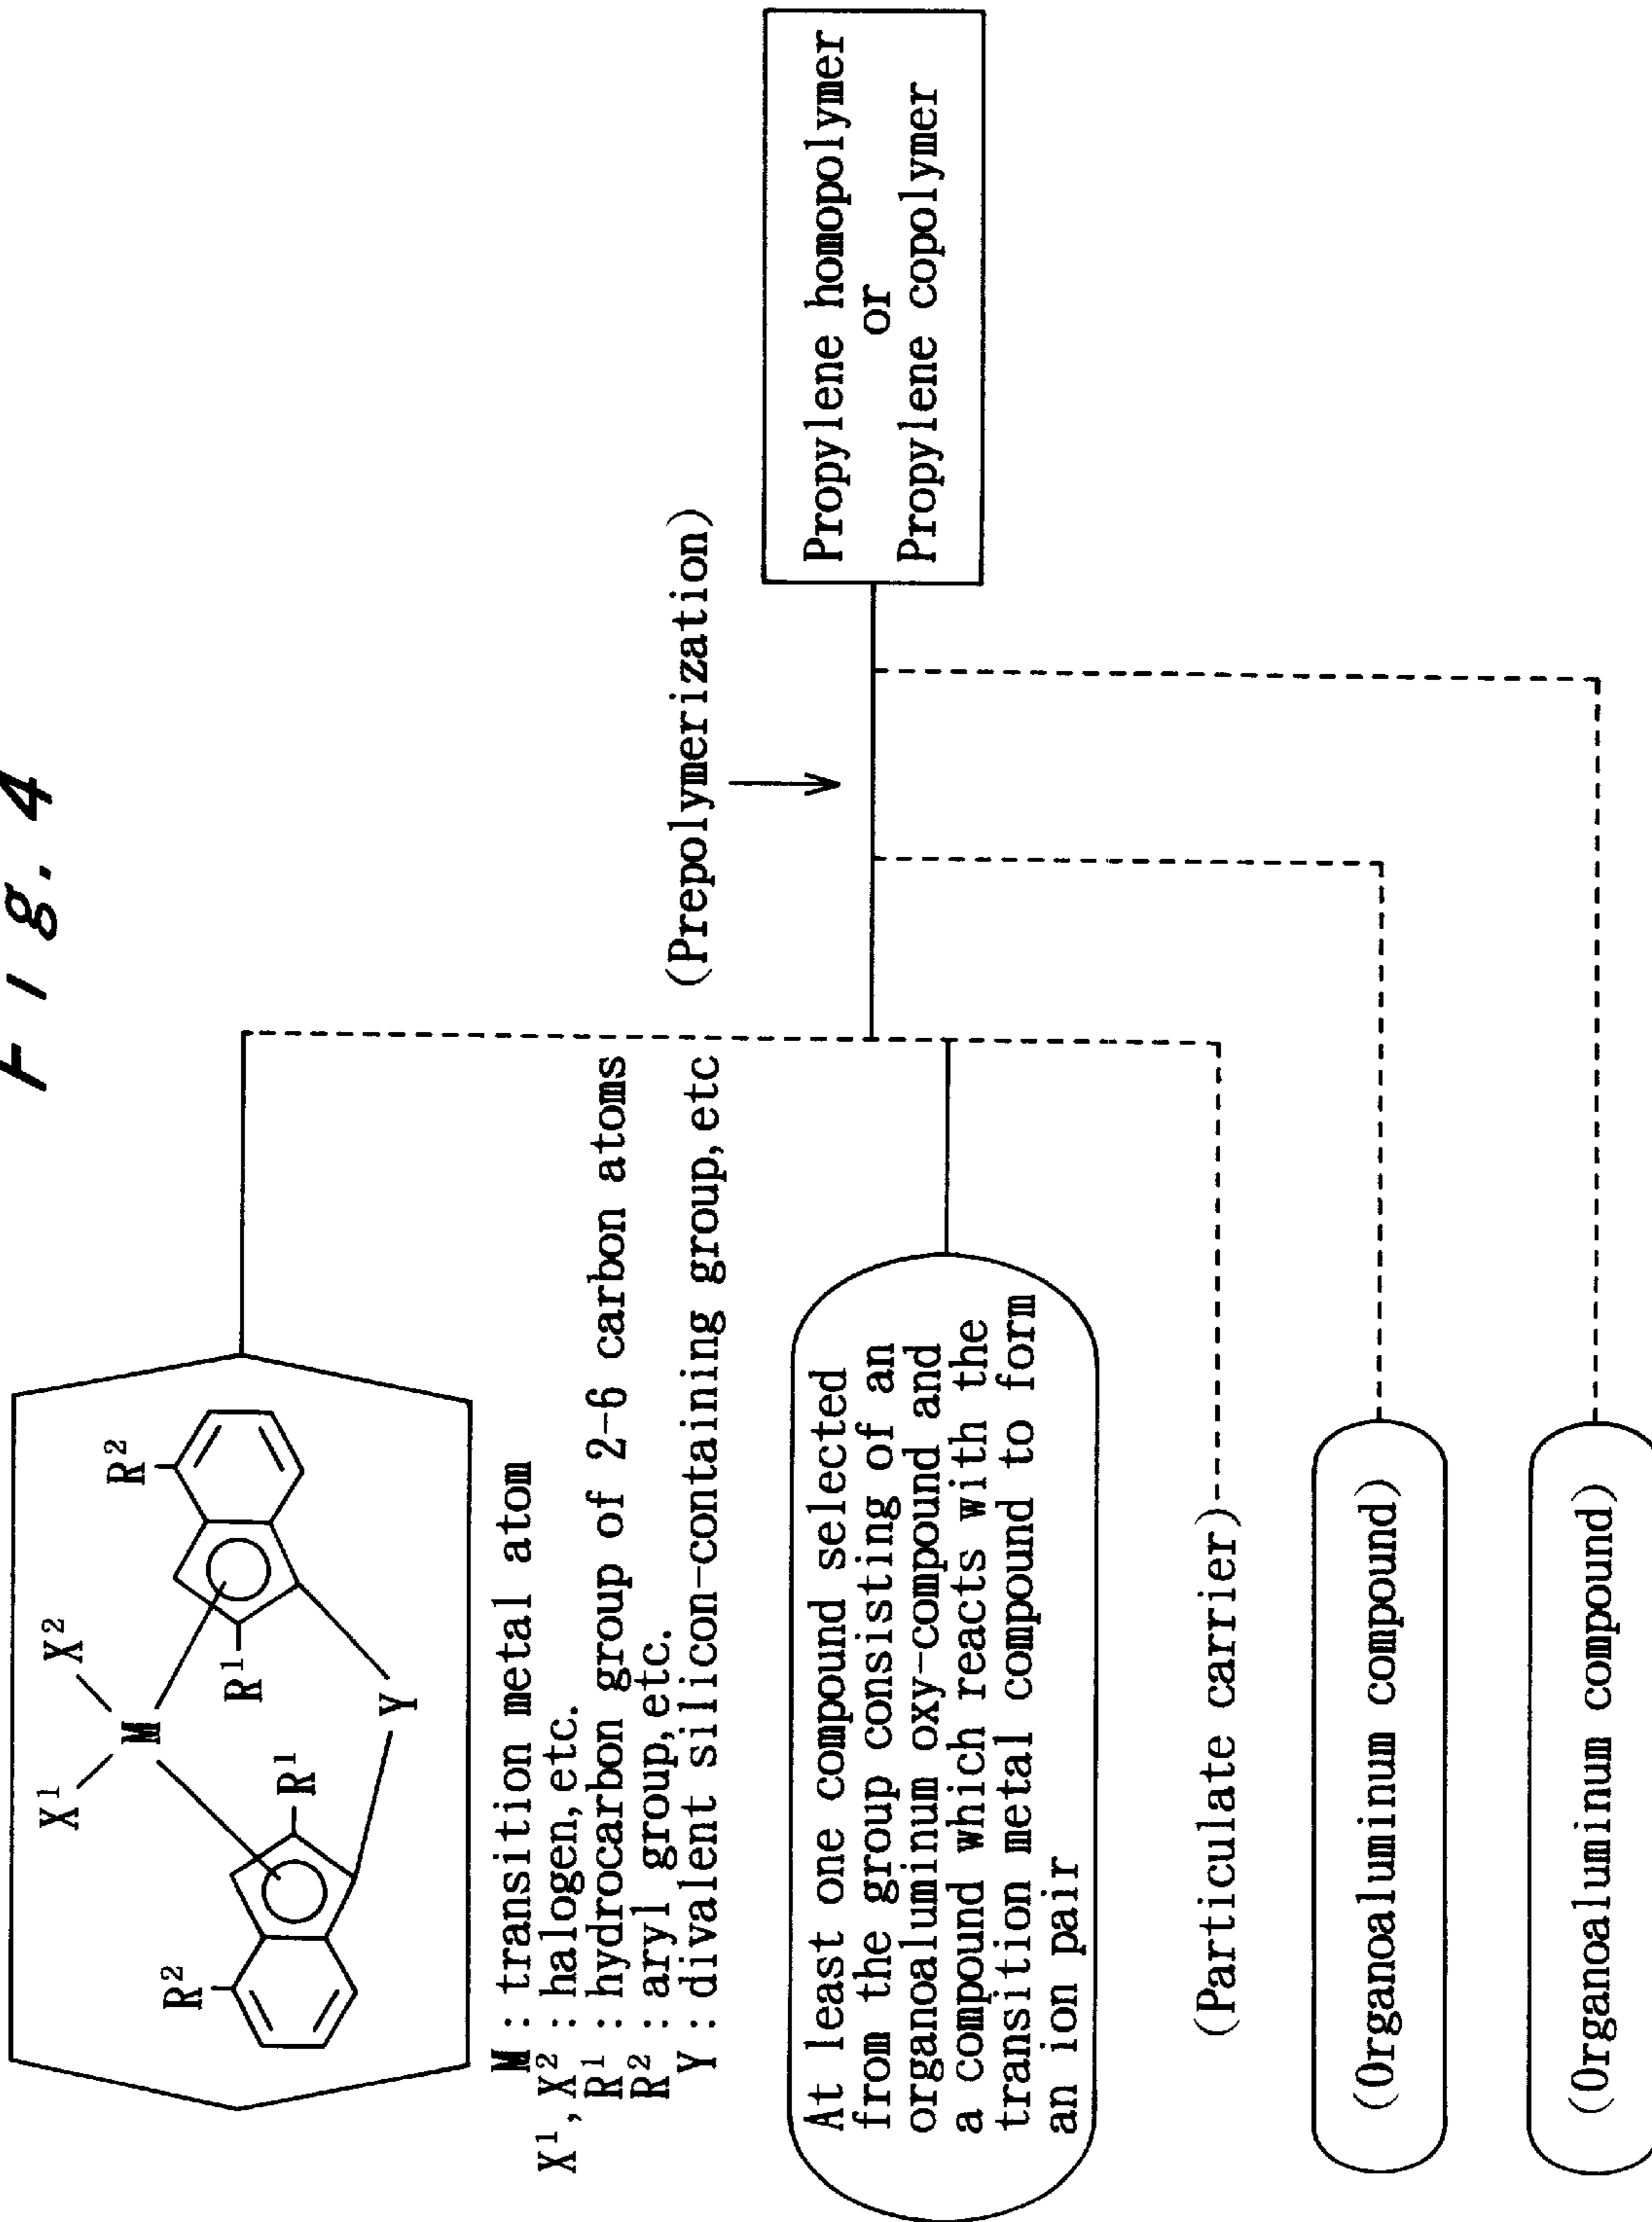 Fig. 4
X¹ X²
M
R² R¹ R¹ R²
Y
M : transition metal atom
X¹, X² : halogen, etc.
R¹ : hydrocarbon group of 2-6 carbon atoms
R² : aryl group, etc.
Y : divalent silicon-containing group, etc
At least one compound selected
from the group consisting of an
organoaluminum oxy-compound and
a compound which reacts with the
transition metal compound to form
an ion pair
(Particulate carrier)
(Organoaluminum compound)
(Organoaluminum compound)
(Prepolymerization)
Propylene homopolymer
or
Propylene copolymer